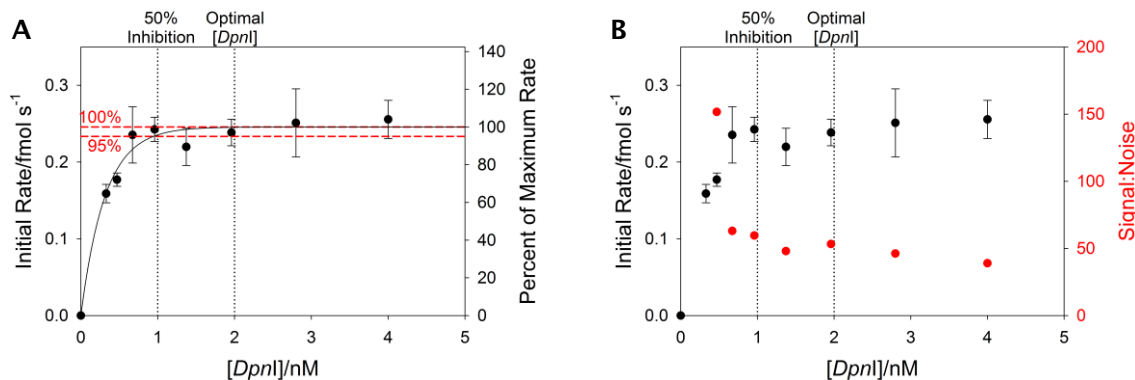 A
50%
Inhibition
Optimal
[DpnI]
Initial Rate/fmol s-1
0.3
0.2
0.1
0.0
100%
95%
140
120
100
80
60
40
20
0
Percent of Maximum Rate
0 1 2 3 4 5
[DpnI]/nM
B
50%
Inhibition
Optimal
[DpnI]
Initial Rate/fmol s-1
0.3
0.2
0.1
0.0
200
150
100
50
0
Signal:Noise
0 1 2 3 4 5
[DpnI]/nM